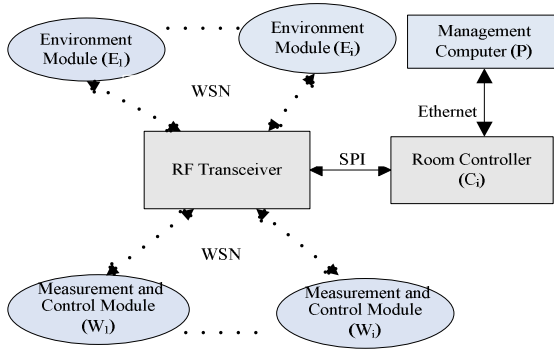 Environment
Module (E1)
Environment
Module (Ei)
Management
Computer (P)
WSN
Ethernet
RF Transceiver
SPI
Room Controller
(Ci)
WSN
Measurement and
Control Module
(W1)
Measurement and
Control Module
(Wi)